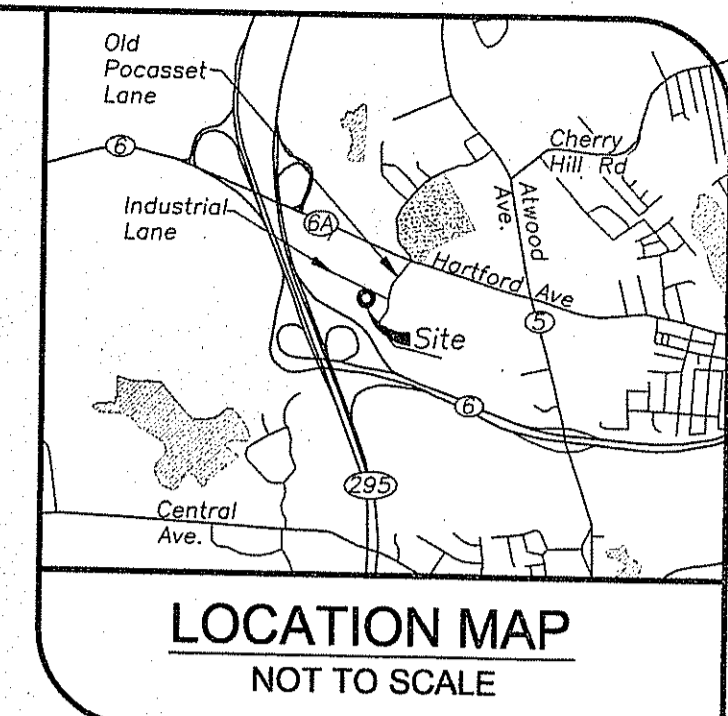 Old
Pocasset
Lane
6
Cherry
Hill Rd
Atwood
Ave.
Industrial
Lane
6A
Hartford Ave
5
Site
6
295
Central
Ave.
LOCATION MAP
NOT TO SCALE